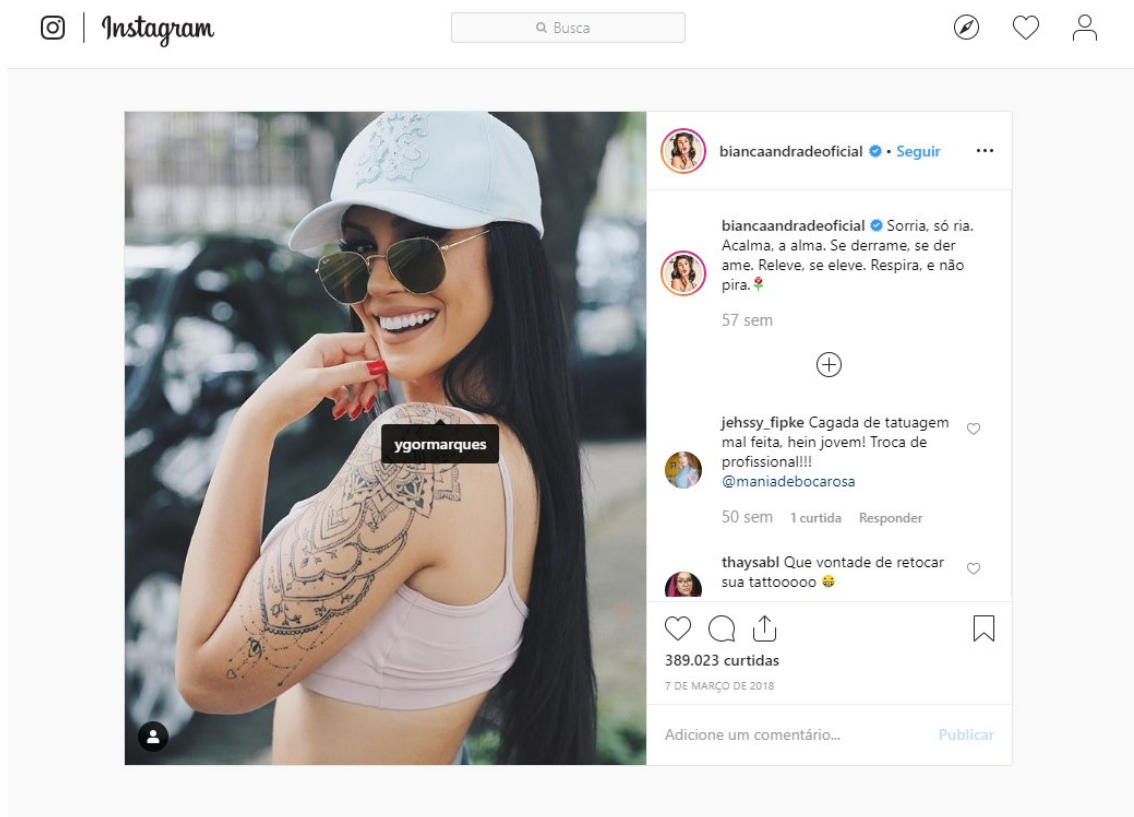 Instagram
Busca
ygormarques
biancaandradeoficial • Seguir
biancaandradeoficial Sorria, só ria.
Acalma, a alma. Se derrame, se der
ame. Releve, se eleve. Respira, e não
pira.🌹
57 sem
jehssy_fipke Cagada de tatuagem
mal feita, hein jovem! Troca de
profissional!!!
@maniadebocarosa
50 sem 1 curtida Responder
thaysabl Que vontade de retocar
sua tattooooo 😁
389.023 curtidas
7 DE MARÇO DE 2018
Adicione um comentário... Publicar